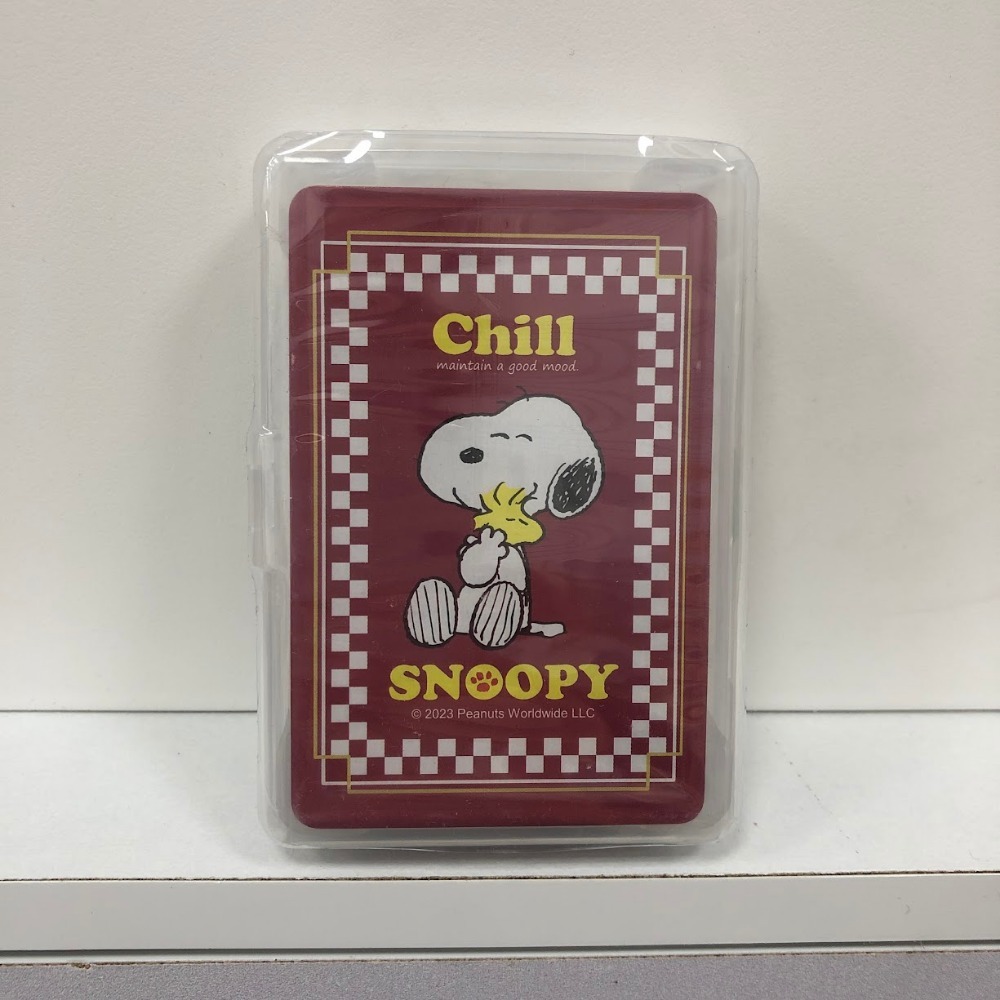 Chill
maintain a good mood.
SNOOPY
© 2023 Peanuts Worldwide LLC